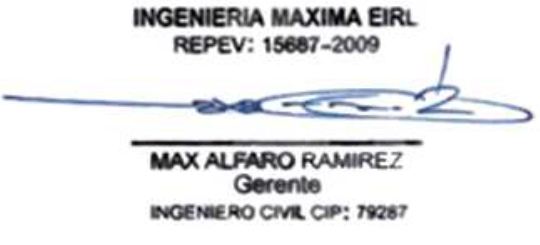 INGENIERIA MAXIMA EIRL
REPEV: 15687-2009
MAX ALFARO RAMIREZ
Gerente
INGENIERO CIVIL CIP: 79287